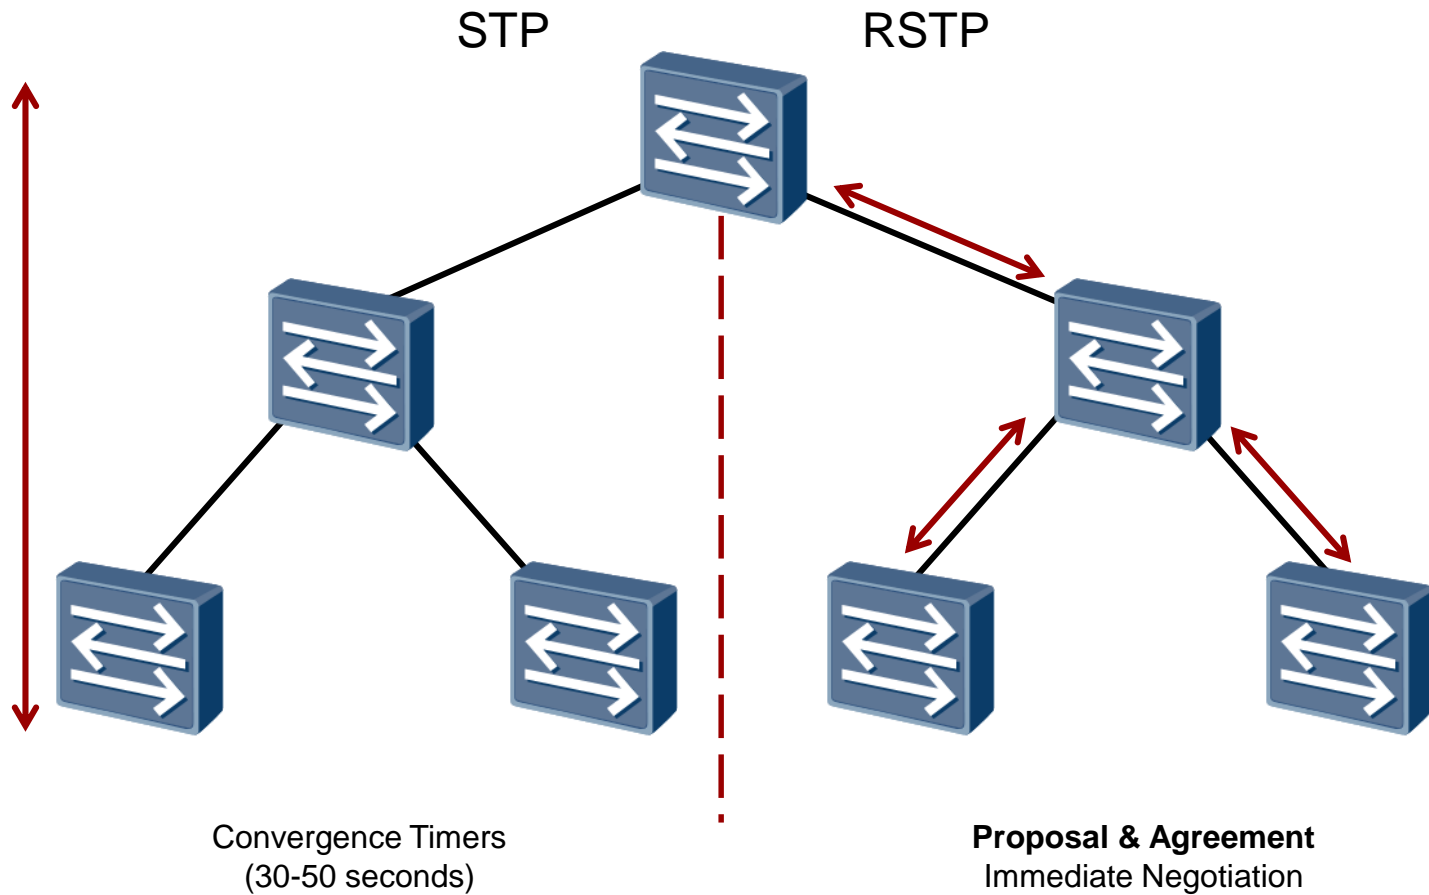 STP
RSTP
Convergence Timers
(30-50 seconds)
Proposal & Agreement
Immediate Negotiation